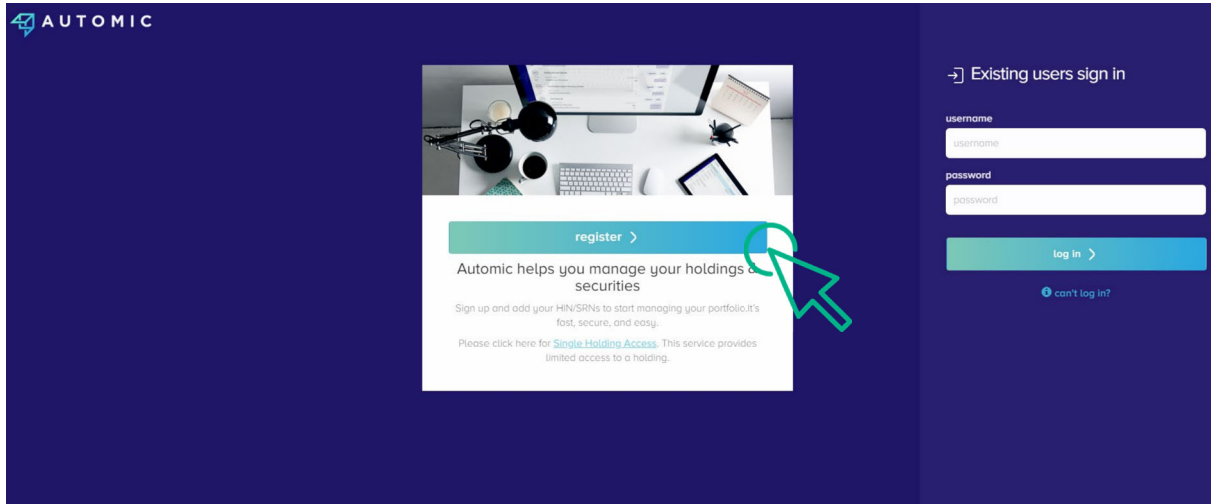 AUTOMIC
register
Automic helps you manage your holdings &
securities
Sign up and add your HIN/SRNs to start managing your portfolio.It's
fast, secure, and easy.
Please click here for Single Holding Access. This service provides
limited access to a holding.
Existing users sign in
username
username
password
password
log in
can't log in?